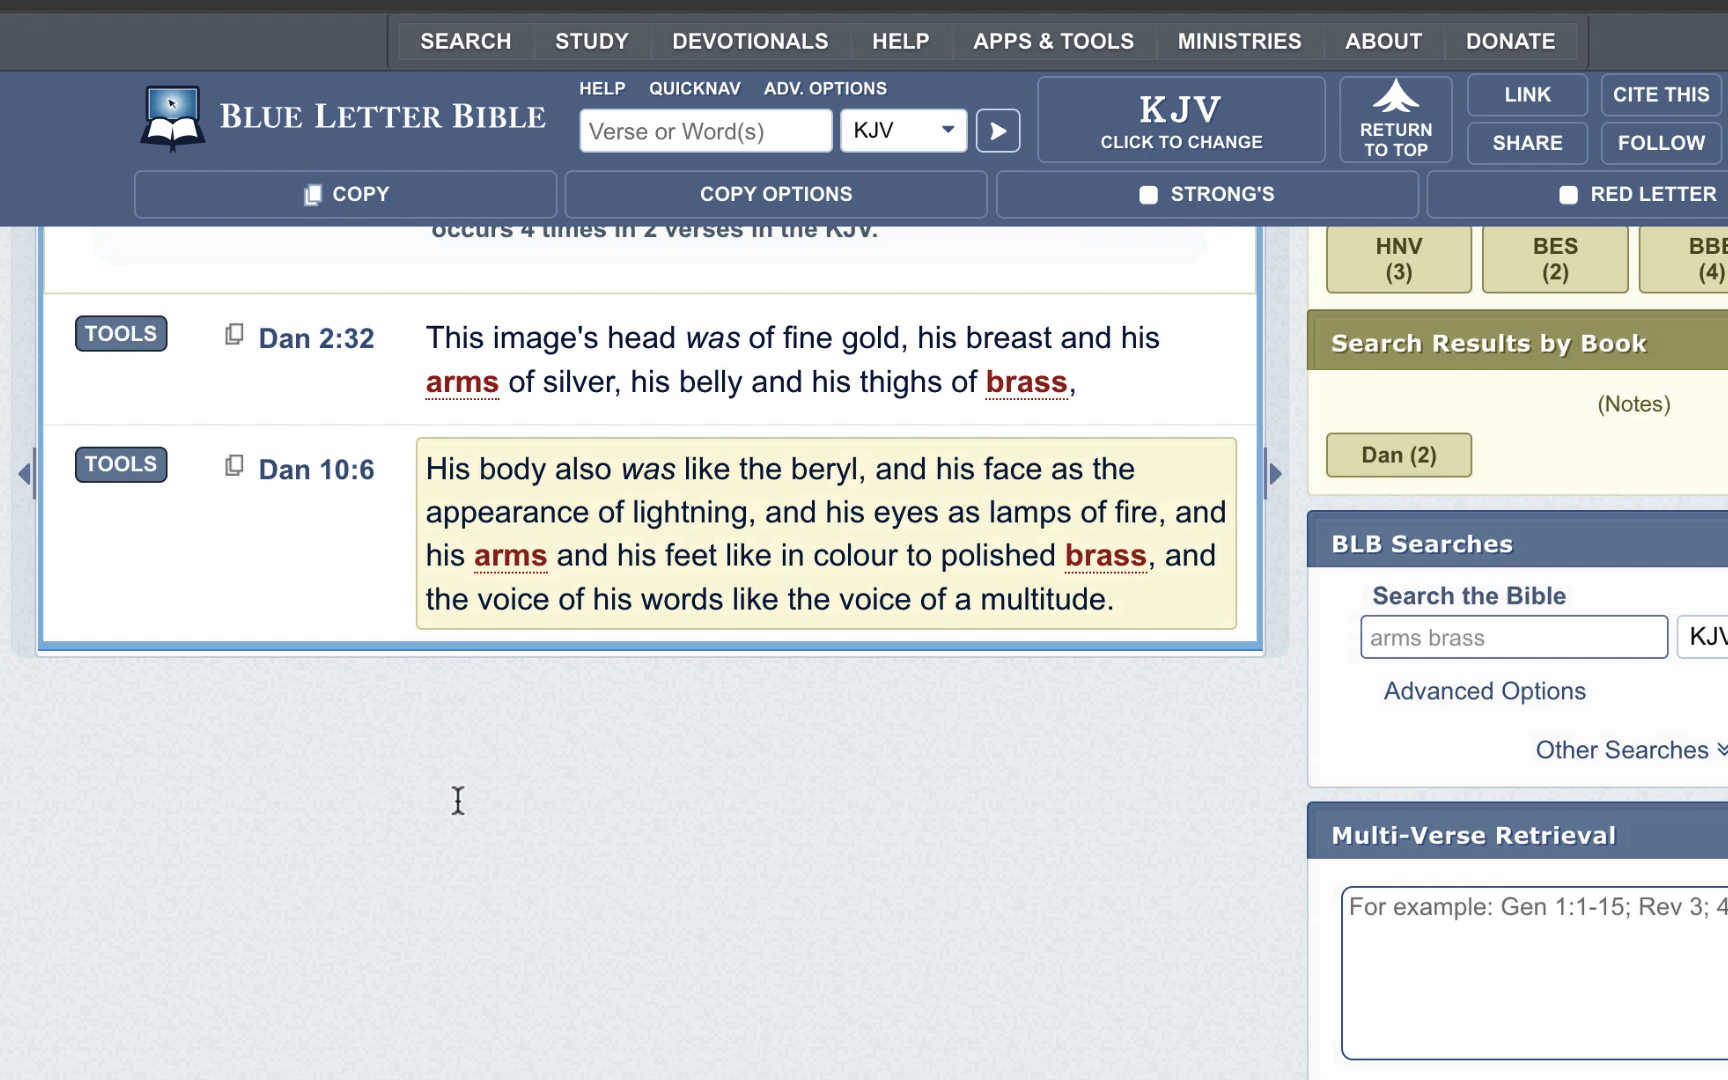 SEARCH STUDY DEVOTIONALS HELP APPS & TOOLS MINISTRIES ABOUT DONATE
BLUE LETTER BIBLE
HELP QUICKNAV ADV. OPTIONS
Verse or Word(s) KJV
KJV
CLICK TO CHANGE
RETURN
TO TOP
LINK CITE THIS
SHARE FOLLOW
COPY COPY OPTIONS STRONG'S RED LETTER
occurs 4 times in 2 verses in the KJV.
TOOLS Dan 2:32 This image's head was of fine gold, his breast and his
arms of silver, his belly and his thighs of brass,
TOOLS Dan 10:6 His body also was like the beryl, and his face as the
appearance of lightning, and his eyes as lamps of fire, and
his arms and his feet like in colour to polished brass, and
the voice of his words like the voice of a multitude.
HNV BES BBE
(3) (2) (4)
Search Results by Book
(Notes)
Dan (2)
BLB Searches
Search the Bible
arms brass KJV
Advanced Options
Other Searches
Multi-Verse Retrieval
For example: Gen 1:1-15; Rev 3; 4